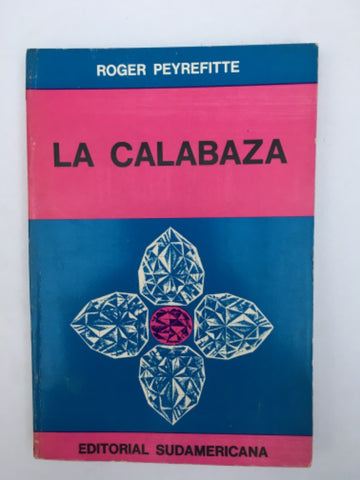 ROGER PEYREFITTE
LA CALABAZA
EDITORIAL SUDAMERICANA